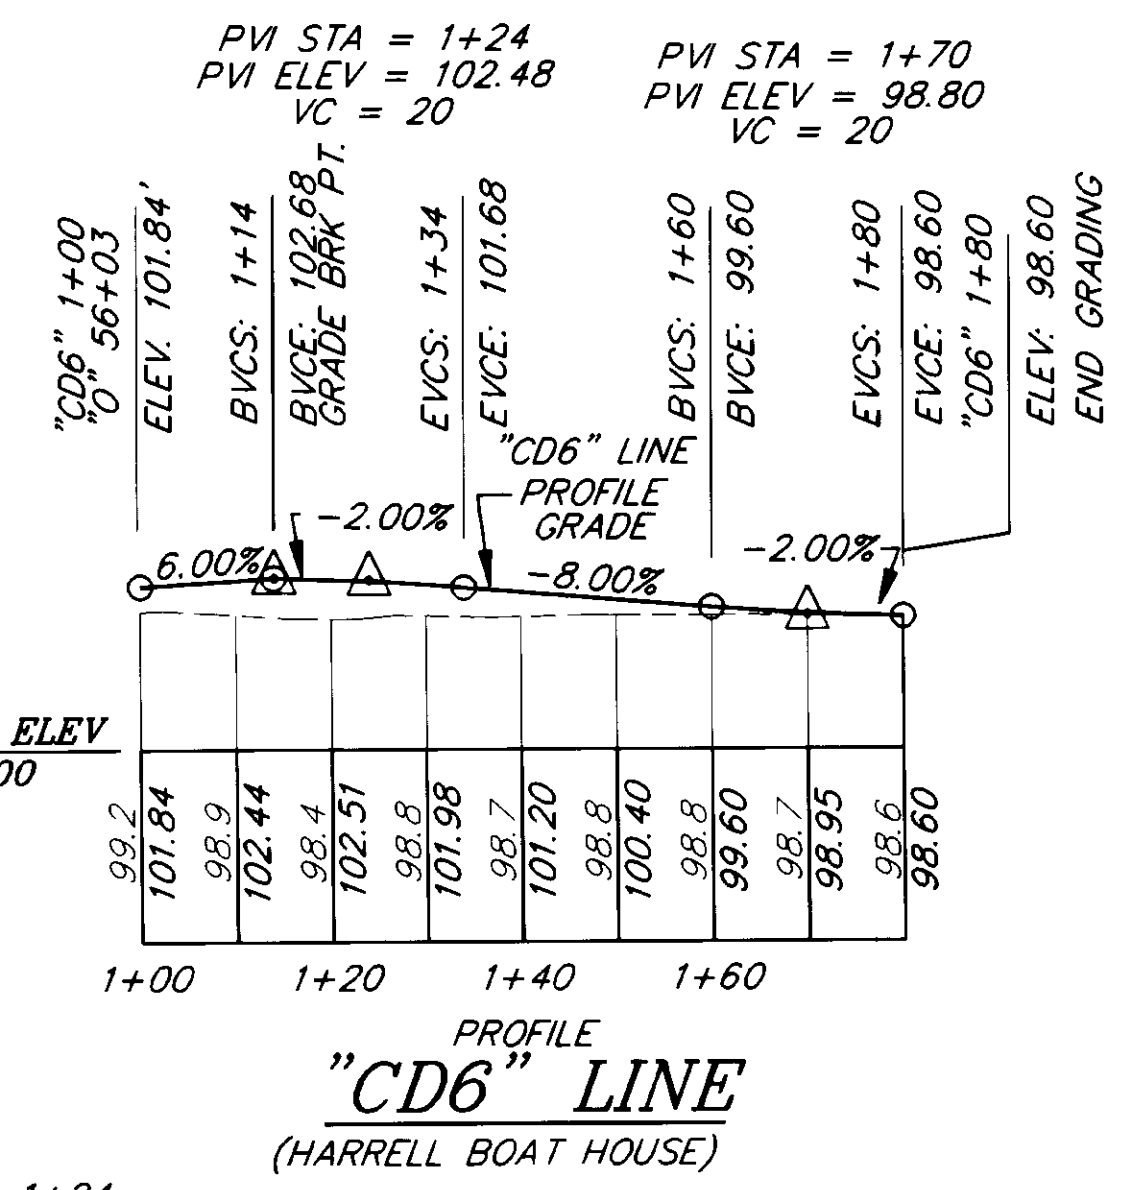 PVI STA = 1+24
PVI ELEV = 102.48
VC = 20
PVI STA = 1+70
PVI ELEV = 98.80
VC = 20
"CD6" 1+00
"O" 56+03
ELEV. 101.84'
BVCS: 1+14
BVCE: 102.68
GRADE BRK PT.
EVCS: 1+34
EVCE: 101.68
BVCS: 1+60
BVCE: 99.60
EVCS: 1+80
EVCE: 98.60
"CD6" 1+80
ELEV: 98.60
END GRADING
"CD6" LINE
PROFILE
GRADE
6.00%
-2.00%
-8.00%
-2.00%
ELEV
00
99.2
101.84
98.9
102.44
98.4
102.51
98.8
101.98
98.7
101.20
98.8
100.40
98.8
99.60
98.7
98.95
98.6
98.60
1+00
1+20
1+40
1+60
PROFILE
"CD6" LINE
(HARRELL BOAT HOUSE)